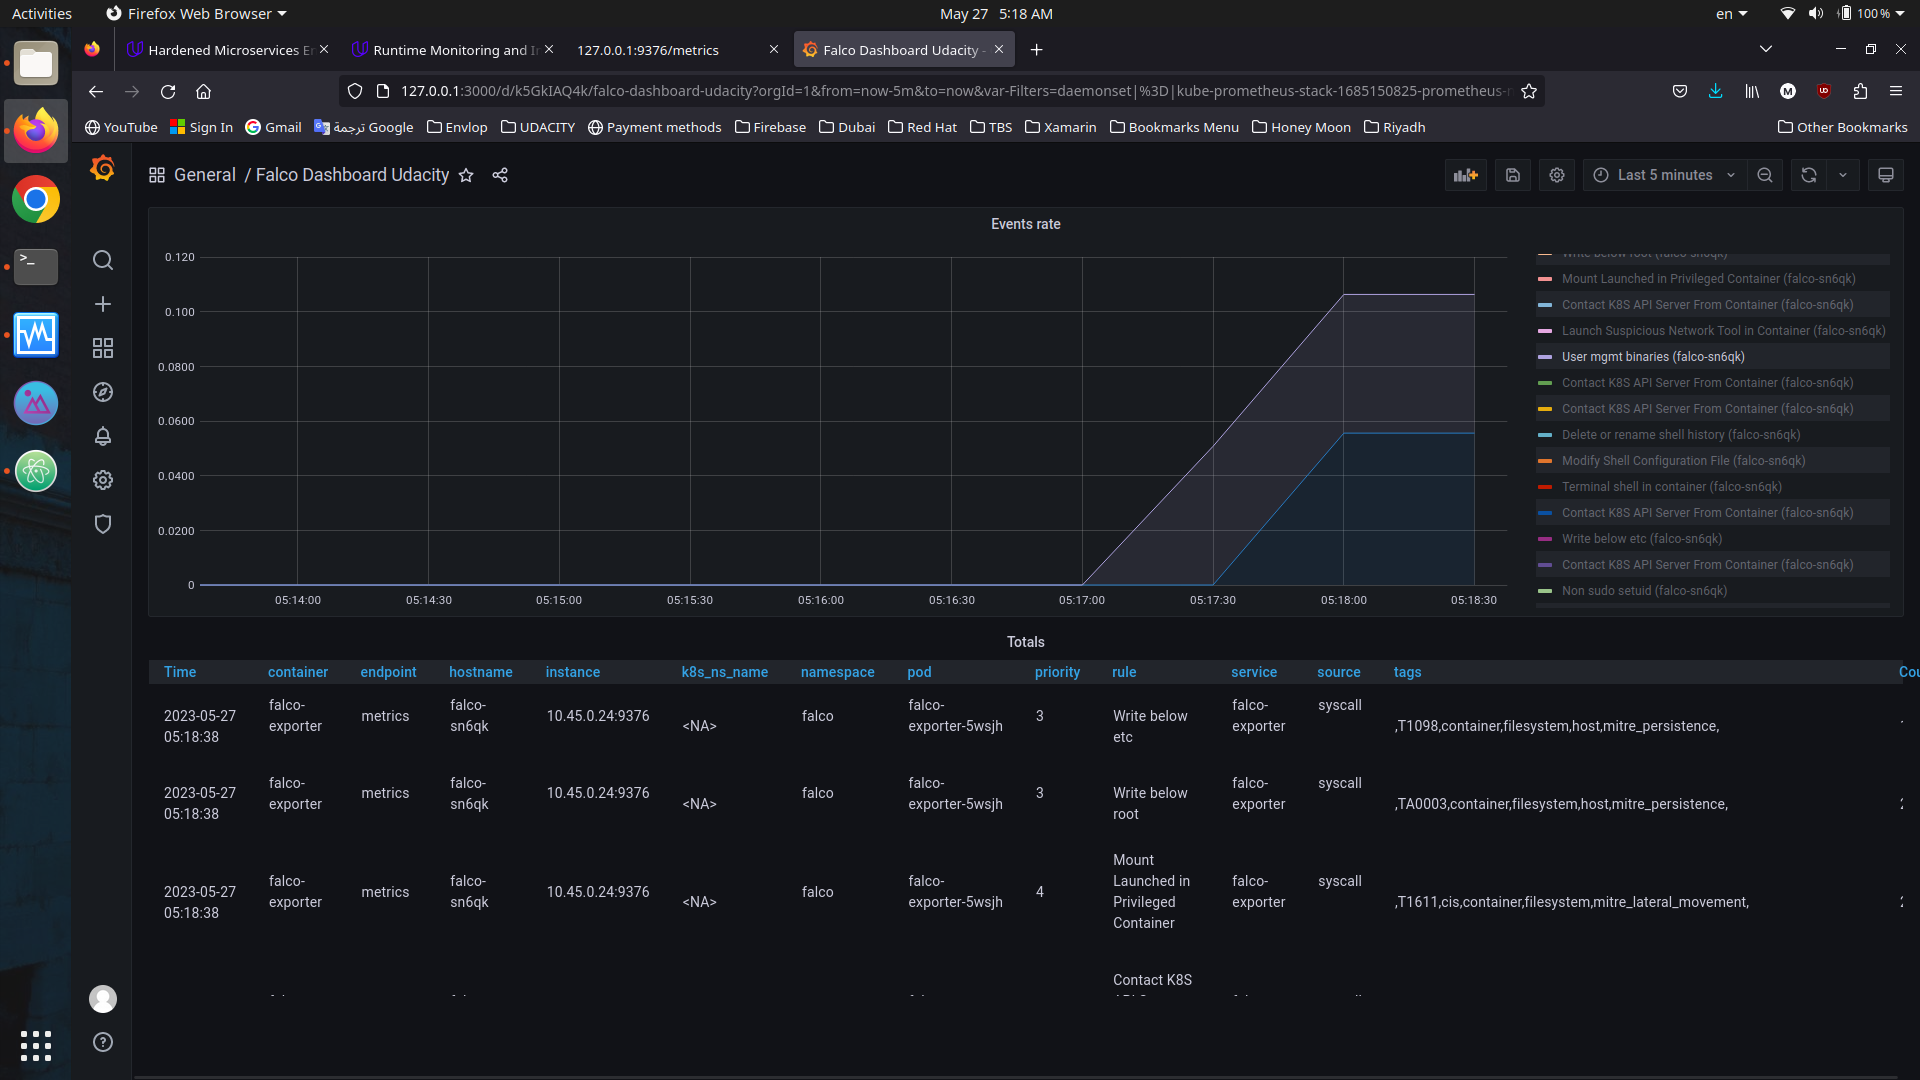 Activities
Firefox Web Browser
May 27 5:18 AM
en
100 %
Hardened Microservices
Runtime Monitoring and
127.0.0.1:9376/metrics
Falco Dashboard Udacity -
127.0.0.1:3000/d/k5GkIAQ4k/falco-dashboard-udacity?orgId=1&from=now-5m&to=now&var-Filters=daemonset|%3D|kube-prometheus-stack-1685150825-prometheus-
YouTube
Sign In
Gmail
ترجمة Google
Envlop
UDACITY
Payment methods
Firebase
Dubai
Red Hat
TBS
Xamarin
Bookmarks Menu
Honey Moon
Riyadh
Other Bookmarks
General / Falco Dashboard Udacity
Last 5 minutes
Events rate
0.120
0.100
0.0800
0.0600
0.0400
0.0200
0
05:14:00
05:14:30
05:15:00
05:15:30
05:16:00
05:16:30
05:17:00
05:17:30
05:18:00
05:18:30
Write below root (falco-sn6qk)
Mount Launched in Privileged Container (falco-sn6qk)
Contact K8S API Server From Container (falco-sn6qk)
Launch Suspicious Network Tool in Container (falco-sn6qk)
User mgmt binaries (falco-sn6qk)
Contact K8S API Server From Container (falco-sn6qk)
Contact K8S API Server From Container (falco-sn6qk)
Delete or rename shell history (falco-sn6qk)
Modify Shell Configuration File (falco-sn6qk)
Terminal shell in container (falco-sn6qk)
Contact K8S API Server From Container (falco-sn6qk)
Write below etc (falco-sn6qk)
Contact K8S API Server From Container (falco-sn6qk)
Non sudo setuid (falco-sn6qk)
Totals
Time container endpoint hostname instance k8s_ns_name namespace pod priority rule service source tags Cou
2023-05-27 05:18:38 falco-exporter metrics falco-sn6qk 10.45.0.24:9376 <NA> falco falco-exporter-5wsjh 3 Write below etc falco-exporter syscall ,T1098,container,filesystem,host,mitre_persistence,
2023-05-27 05:18:38 falco-exporter metrics falco-sn6qk 10.45.0.24:9376 <NA> falco falco-exporter-5wsjh 3 Write below root falco-exporter syscall ,TA0003,container,filesystem,host,mitre_persistence,
2023-05-27 05:18:38 falco-exporter metrics falco-sn6qk 10.45.0.24:9376 <NA> falco falco-exporter-5wsjh 4 Mount Launched in Privileged Container falco-exporter syscall ,T1611,cis,container,filesystem,mitre_lateral_movement,
Contact K8S